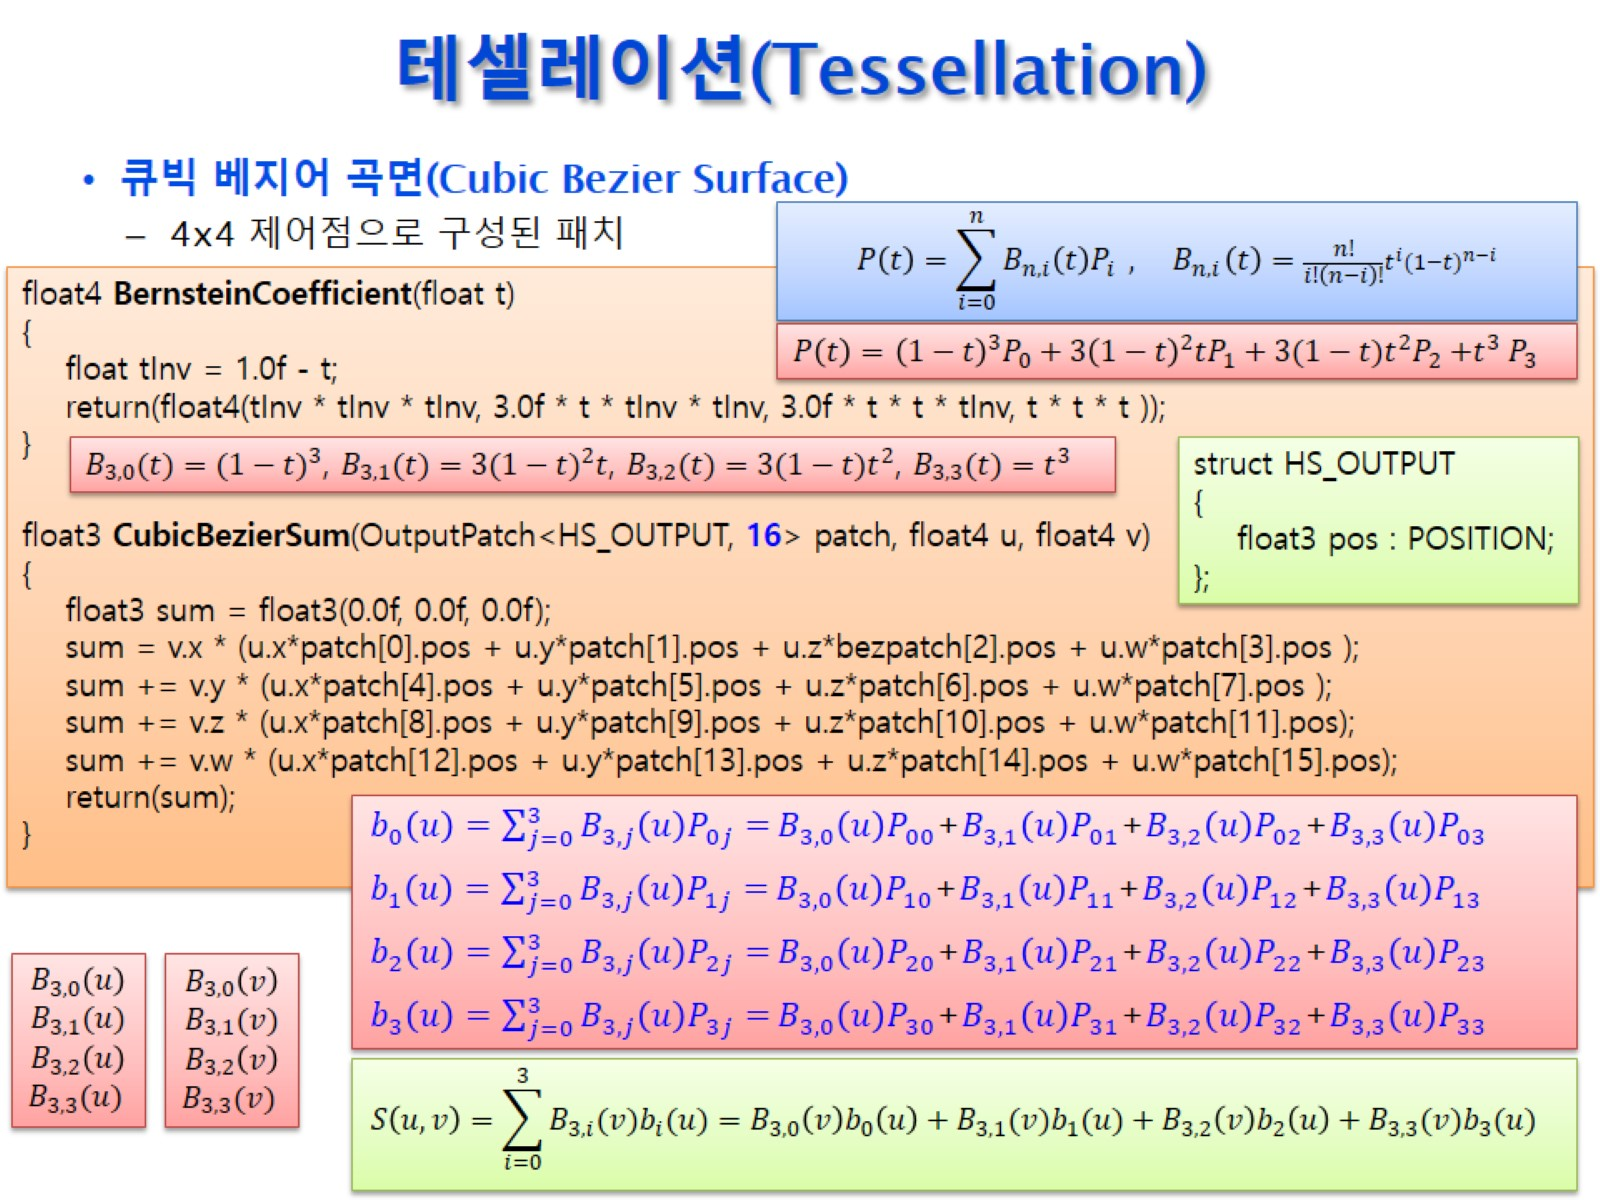 테셀레이션(Tessellation)
• 큐빅 베지어 곡면(Cubic Bezier Surface)
– 4x4 제어점으로 구성된 패치
P(t) = ∑_{i=0}^{n} B_{n,i}(t)P_i , B_{n,i}(t) = \frac{n!}{i!(n−i)!} t^i(1−t)^{n−i}
P(t) = (1 − t)^3 P_0 + 3(1 − t)^2 tP_1 + 3(1 − t)t^2 P_2 +t^3 P_3
float4 BernsteinCoefficient(float t)
{
float tInv = 1.0f - t;
return(float4(tInv * tInv * tInv, 3.0f * t * tInv * tInv, 3.0f * t * t * tInv, t * t * t ));
}
B_{3,0}(t) = (1 − t)^3, B_{3,1}(t) = 3(1 − t)^2 t, B_{3,2}(t) = 3(1 − t)t^2, B_{3,3}(t) = t^3
struct HS_OUTPUT
{
float3 pos : POSITION;
};
float3 CubicBezierSum(OutputPatch<HS_OUTPUT, 16> patch, float4 u, float4 v)
{
float3 sum = float3(0.0f, 0.0f, 0.0f);
sum = v.x * (u.x*patch[0].pos + u.y*patch[1].pos + u.z*bezpatch[2].pos + u.w*patch[3].pos );
sum += v.y * (u.x*patch[4].pos + u.y*patch[5].pos + u.z*patch[6].pos + u.w*patch[7].pos );
sum += v.z * (u.x*patch[8].pos + u.y*patch[9].pos + u.z*patch[10].pos + u.w*patch[11].pos);
sum += v.w * (u.x*patch[12].pos + u.y*patch[13].pos + u.z*patch[14].pos + u.w*patch[15].pos);
return(sum);
}
b_0(u) = ∑_{j=0}^{3} B_{3,j}(u)P_{0j} = B_{3,0}(u)P_{00}+B_{3,1}(u)P_{01}+B_{3,2}(u)P_{02}+B_{3,3}(u)P_{03}
b_1(u) = ∑_{j=0}^{3} B_{3,j}(u)P_{1j} = B_{3,0}(u)P_{10}+B_{3,1}(u)P_{11}+B_{3,2}(u)P_{12}+B_{3,3}(u)P_{13}
b_2(u) = ∑_{j=0}^{3} B_{3,j}(u)P_{2j} = B_{3,0}(u)P_{20}+B_{3,1}(u)P_{21}+B_{3,2}(u)P_{22}+B_{3,3}(u)P_{23}
b_3(u) = ∑_{j=0}^{3} B_{3,j}(u)P_{3j} = B_{3,0}(u)P_{30}+B_{3,1}(u)P_{31}+B_{3,2}(u)P_{32}+B_{3,3}(u)P_{33}
B_{3,0}(u)
B_{3,1}(u)
B_{3,2}(u)
B_{3,3}(u)
B_{3,0}(v)
B_{3,1}(v)
B_{3,2}(v)
B_{3,3}(v)
S(u, v) = ∑_{i=0}^{3} B_{3,i}(v)b_i(u) = B_{3,0}(v)b_0(u) + B_{3,1}(v)b_1(u) + B_{3,2}(v)b_2(u) + B_{3,3}(v)b_3(u)